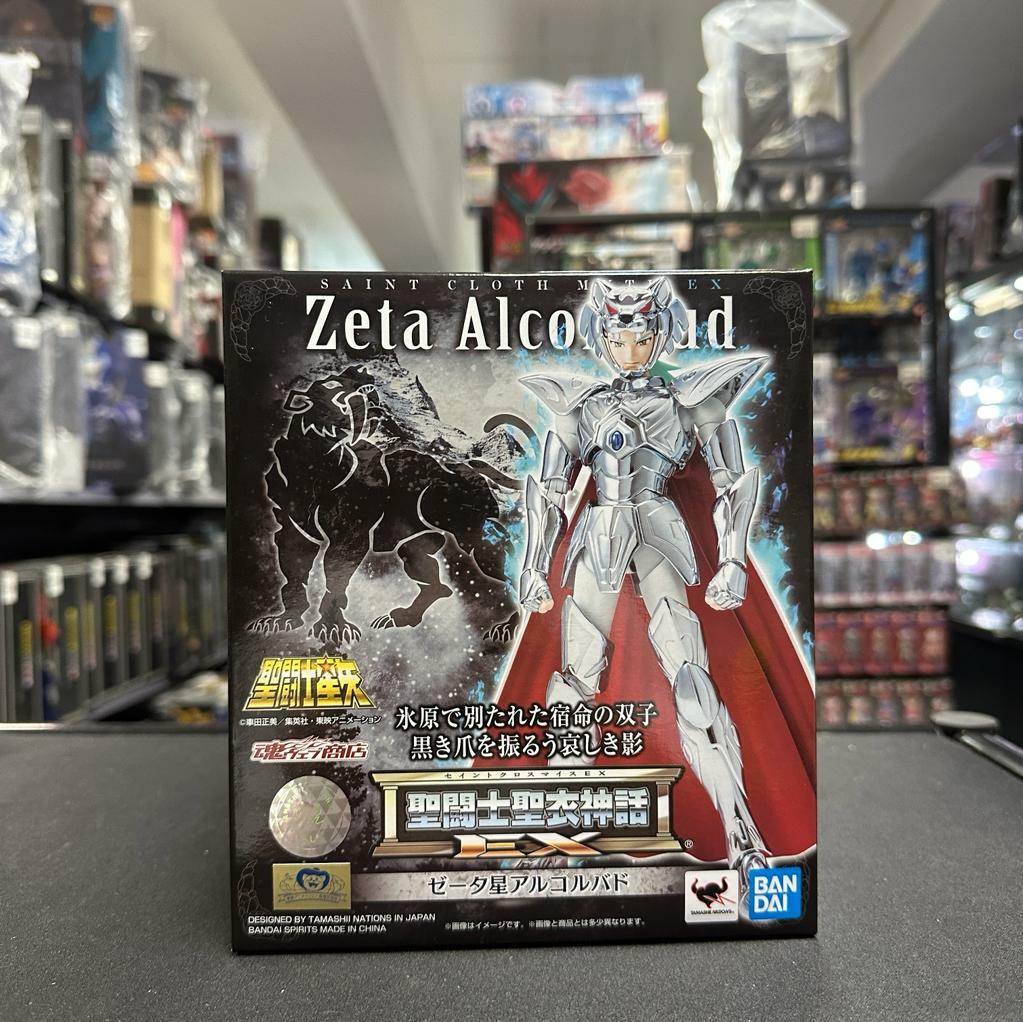 SAINT CLOTH MYTH EX
Zeta Alcor Bud
聖闘士星矢
©車田正美／集英社・東映アニメーション
魂ウェブ商店
氷原で別たれた宿命の双子
黒き爪を振るう哀しき影
セイントクロスマイスEX
聖闘士聖衣神話
EX
®
ゼータ星アルコルバド
DESIGNED BY TAMASHII NATIONS IN JAPAN
BANDAI SPIRITS MADE IN CHINA
※画像はイメージです。 ※画像と商品とは多少異なります。
TAMASHII NATIONS
BAN
DAI